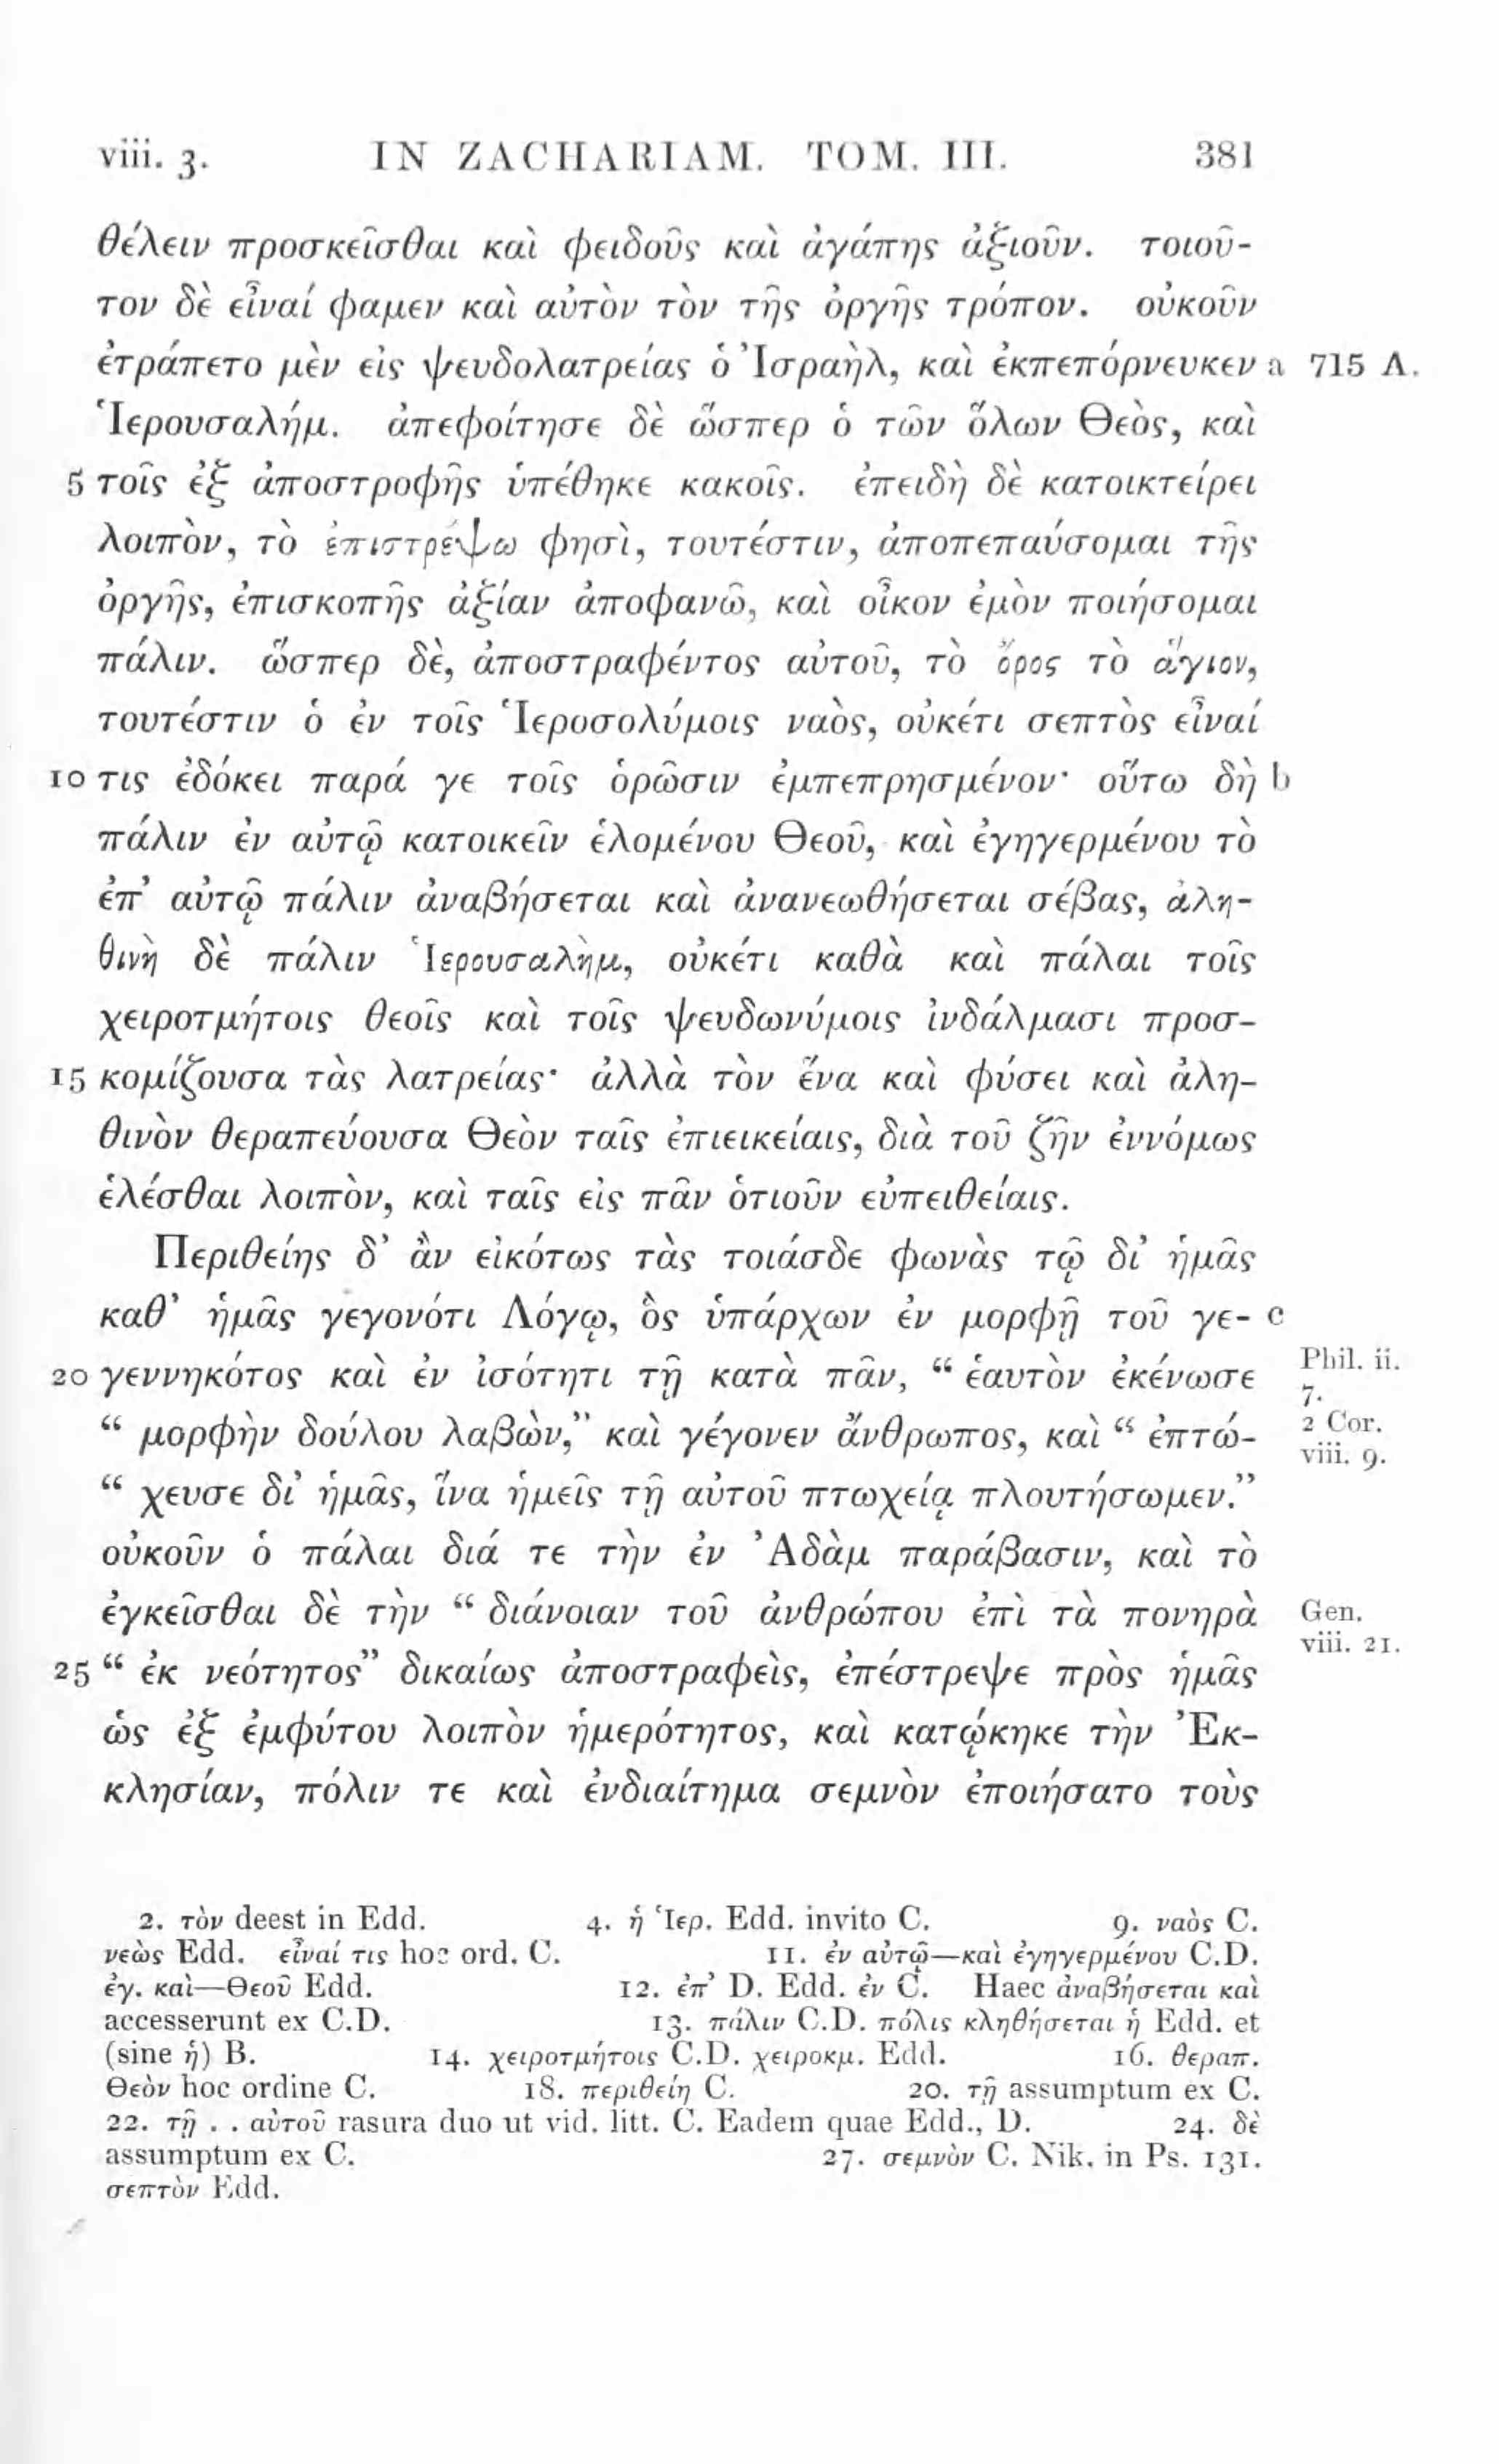 viii. 3. IN ZACHARIAM. TOM. III. 381
θέλειν προσκεῖσθαι καὶ φειδοῦς καὶ ἀγάπης ἀξιοῦν. τοιοῦ-
τον δὲ εἶναί φαμεν καὶ αὐτὸν τὸν τῆς ὀργῆς τρόπον. οὐκοῦν
ἐτράπετο μὲν εἰς ψευδολατρείας ὁ Ἰσραὴλ, καὶ ἐκπεπόρνευκεν a 715 A.
Ἱερουσαλήμ. ἀπεφοίτησε δὲ ὥσπερ ὁ τῶν ὅλων Θεὸς, καὶ
5 τοῖς ἐξ ἀποστροφῆς ὑπέθηκε κακοῖς. ἐπειδὴ δὲ κατοικτείρει
λοιπὸν, τὸ ἐπιστρέψω φησὶ, τουτέστιν, ἀποπεπαύσομαι τῆς
ὀργῆς, ἐπισκοπῆς ἀξίαν ἀποφανῶ, καὶ οἶκον ἐμὸν ποιήσομαι
πάλιν. ὥσπερ δὲ, ἀποστραφέντος αὐτοῦ, τὸ ὄρος τὸ ἅγιον,
τουτέστιν ὁ ἐν τοῖς Ἱεροσολύμοις ναὸς, οὐκέτι σεπτὸς εἶναί
10 τις ἐδόκει παρά γε τοῖς ὁρῶσιν ἐμπεπρησμένον· οὕτω δὴ b
πάλιν ἐν αὐτῷ κατοικεῖν ἑλομένου Θεοῦ, καὶ ἐγηγερμένου τὸ
ἐπ’ αὐτῷ πάλιν ἀναβήσεται καὶ ἀνανεωθήσεται σέβας, ἀλη-
θινὴ δὲ πάλιν Ἱερουσαλὴμ, οὐκέτι καθὰ καὶ πάλαι τοῖς
χειροτμήτοις θεοῖς καὶ τοῖς ψευδωνύμοις ἰνδάλμασι προσ-
15 κομίζουσα τὰς λατρείας· ἀλλὰ τὸν ἕνα καὶ φύσει καὶ ἀλη-
θινὸν θεραπεύουσα Θεὸν ταῖς ἐπιεικείαις, διὰ τοῦ ζῆν ἐννόμως
ἑλέσθαι λοιπὸν, καὶ ταῖς εἰς πᾶν ὁτιοῦν εὐπειθείαις.
Περιθείης δ’ ἂν εἰκότως τὰς τοιάσδε φωνὰς τῷ δι’ ἡμᾶς
καθ’ ἡμᾶς γεγονότι Λόγῳ, ὃς ὑπάρχων ἐν μορφῇ τοῦ γε- c
20 γεννηκότος καὶ ἐν ἰσότητι τῇ κατὰ πᾶν, “ ἑαυτὸν ἐκένωσε Phil. ii. 7.
“ μορφὴν δούλου λαβὼν,” καὶ γέγονεν ἄνθρωπος, καὶ “ ἐπτώ- 2 Cor. viii. 9.
“ χευσε δι’ ἡμᾶς, ἵνα ἡμεῖς τῇ αὐτοῦ πτωχείᾳ πλουτήσωμεν.”
οὐκοῦν ὁ πάλαι διά τε τὴν ἐν Ἀδὰμ παράβασιν, καὶ τὸ
ἐγκεῖσθαι δὲ τὴν “ διάνοιαν τοῦ ἀνθρώπου ἐπὶ τὰ πονηρὰ Gen. viii. 21.
25 “ ἐκ νεότητος” δικαίως ἀποστραφεὶς, ἐπέστρεψε πρὸς ἡμᾶς
ὡς ἐξ ἐμφύτου λοιπὸν ἡμερότητος, καὶ κατῴκηκε τὴν Ἐκ-
κλησίαν, πόλιν τε καὶ ἐνδιαίτημα σεμνὸν ἐποιήσατο τοὺς
2. τὸν deest in Edd. 4. ἡ Ἱερ. Edd. invito C. 9. ναὸς C.
νεὼς Edd. εἶναί τις hoc ord. C. 11. ἐν αὐτῷ—καὶ ἐγηγερμένου C.D.
ἐγ. καὶ—Θεοῦ Edd. 12. ἐπ’ D. Edd. ἐν C. Haec ἀναβήσεται καὶ
accesserunt ex C.D. 13. πάλιν C.D. πόλις κληθήσεται ἡ Edd. et
(sine ἡ) B. 14. χειροτμήτοις C.D. χειροκμ. Edd. 16. θεραπ.
Θεὸν hoc ordine C. 18. περιθείη C. 20. τῇ assumptum ex C.
22. τῇ . . αὐτοῦ rasura duo ut vid. litt. C. Eadem quae Edd., D. 24. δὲ
assumptum ex C. 27. σεμνὸν C. Nik. in Ps. 131.
σεπτὸν Edd.